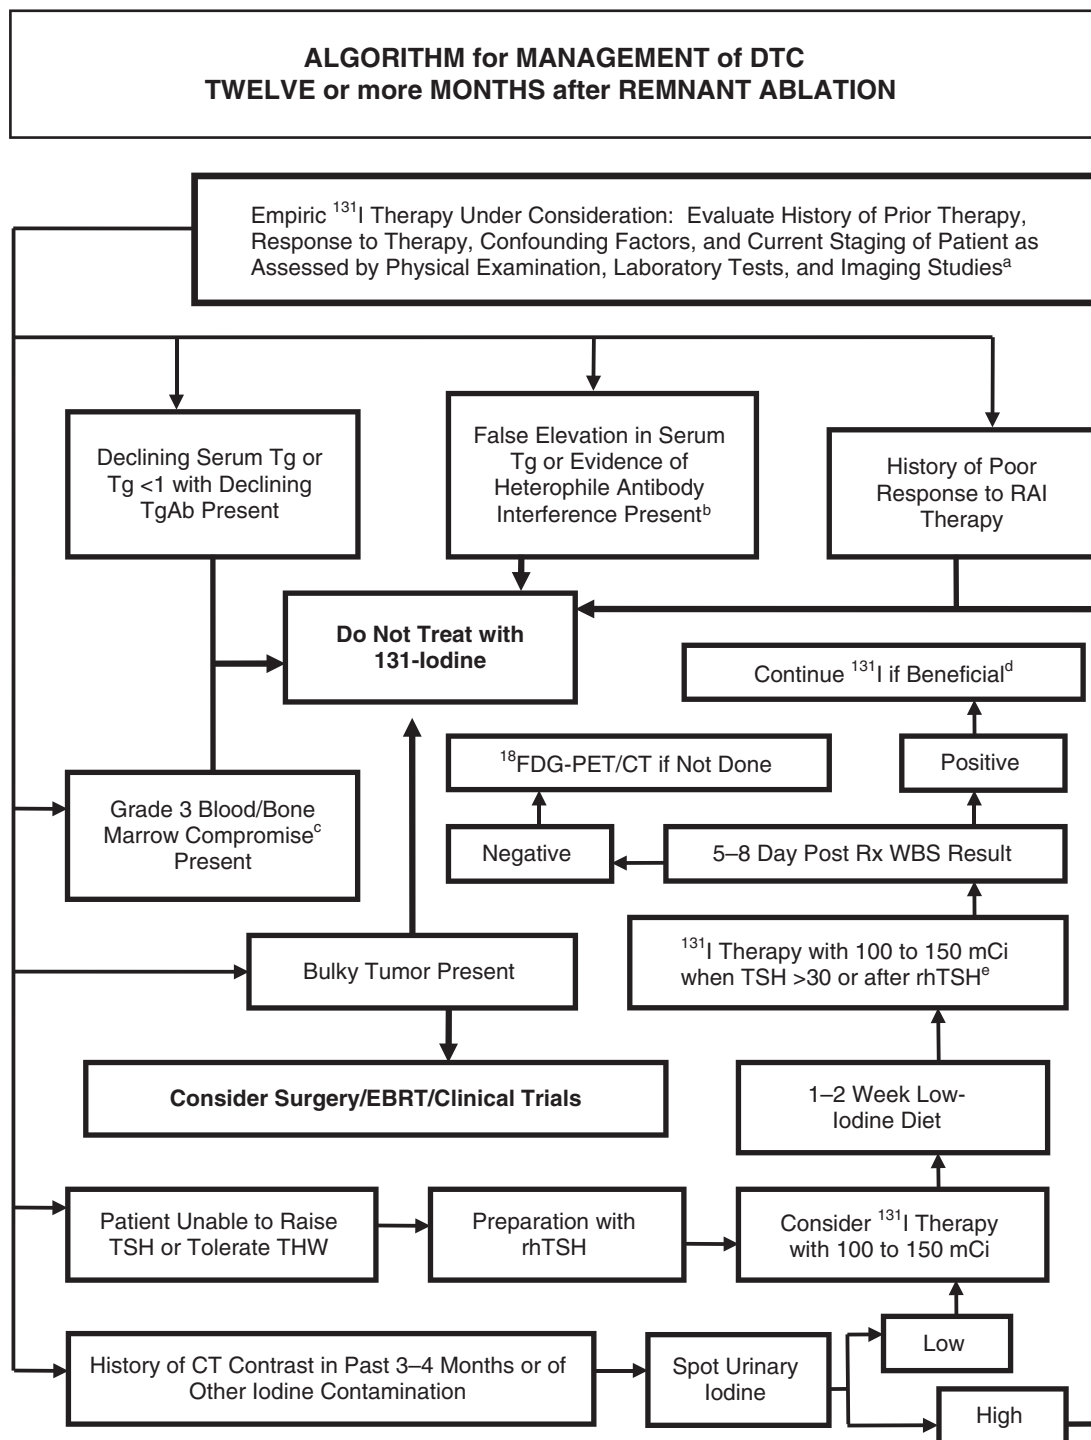 ALGORITHM for MANAGEMENT of DTC
TWELVE or more MONTHS after REMNANT ABLATION
Empiric ¹³¹I Therapy Under Consideration: Evaluate History of Prior Therapy,
Response to Therapy, Confounding Factors, and Current Staging of Patient as
Assessed by Physical Examination, Laboratory Tests, and Imaging Studiesᵃ
Declining Serum Tg or
Tg <1 with Declining
TgAb Present
False Elevation in Serum
Tg or Evidence of
Heterophile Antibody
Interference Presentᵇ
History of Poor
Response to RAI
Therapy
Do Not Treat with
131-Iodine
Continue ¹³¹I if Beneficialᵈ
¹⁸FDG-PET/CT if Not Done
Positive
Grade 3 Blood/Bone
Marrow Compromiseᶜ
Present
Negative
5–8 Day Post Rx WBS Result
¹³¹I Therapy with 100 to 150 mCi
when TSH >30 or after rhTSHᵉ
Bulky Tumor Present
Consider Surgery/EBRT/Clinical Trials
1–2 Week Low-
Iodine Diet
Patient Unable to Raise
TSH or Tolerate THW
Preparation with
rhTSH
Consider ¹³¹I Therapy
with 100 to 150 mCi
History of CT Contrast in Past 3–4 Months or of
Other Iodine Contamination
Spot Urinary
Iodine
Low
High